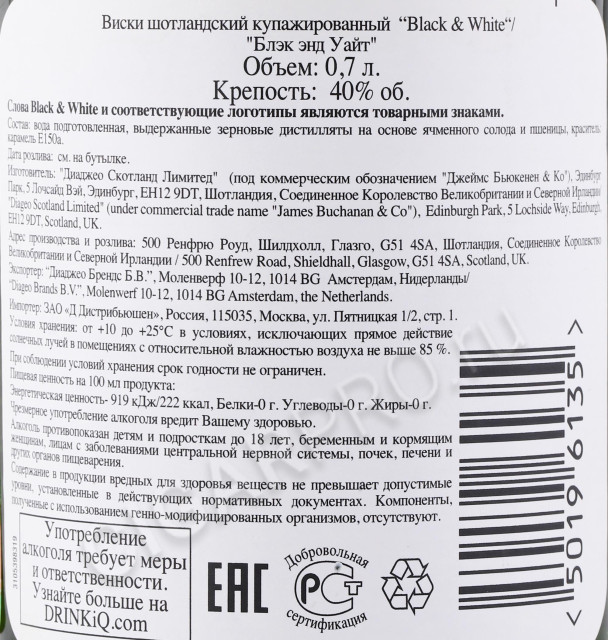 Виски шотландский купажированный “Black & White“/
"Блэк энд Уайт"
Объем: 0,7 л.
Крепость: 40% об.
Слова Black & White и соответствующие логотипы являются товарными знаками.
Состав: вода подготовленная, выдержанные зерновые дистилляты на основе ячменного солода и пшеницы, краситель
карамель E150a.
Дата розлива: см. на бутылке.
Изготовитель: "Диаджео Скотланд Лимитед" (под коммерческим обозначением "Джеймс Бьюкенен & Ko"), Эдинбург
Парк, 5 Лочсайд Вэй, Эдинбург, EH12 9DT, Шотландия, Соединенное Королевство Великобритании и Северной Ирландии/
"Diageo Scotland Limited" (under commercial trade name "James Buchanan & Co"), Edinburgh Park, 5 Lochside Way, Edinburgh,
EH12 9DT, Scotland, UK.
Адрес производства и розлива: 500 Ренфрю Роуд, Шилдхолл, Глазго, G51 4SA, Шотландия, Соединенное Королевство
Великобритании и Северной Ирландии / 500 Renfrew Road, Shieldhall, Glasgow, G51 4SA, Scotland, UK.
Экспортер: “Диаджео Брендс Б.В.”, Моленверф 10-12, 1014 BG Амстердам, Нидерланды/
“Diageo Brands B.V.”, Molenwerf 10-12, 1014 BG Amsterdam, the Netherlands.
Импортер: ЗАО «Д Дистрибьюшен», Россия, 115035, Москва, ул. Пятницкая 1/2, стр. 1.
Условия хранения: от +10 до +25°C в условиях, исключающих прямое действие
солнечных лучей в помещениях с относительной влажностью воздуха не выше 85 %.
При соблюдении условий хранения срок годности не ограничен.
Пищевая ценность на 100 мл продукта:
Энергетическая ценность- 919 кДж/222 ккал, Белки-0 г. Углеводы-0 г. Жиры-0 г.
Чрезмерное употребление алкоголя вредит Вашему здоровью.
Алкоголь противопоказан детям и подросткам до 18 лет, беременным и кормящим
женщинам, лицам с заболеваниями центральной нервной системы, почек, печени и
других органов пищеварения.
Содержание в продукции вредных для здоровья веществ не превышает допустимые
уровни, установленные в действующих нормативных документах. Компоненты,
полученные с использованием генно-модифицированных организмов, отсутствуют.
Употребление
алкоголя требует меры
и ответственности.
Узнайте больше на
DRINKiQ.com
EAC
Добровольная
РСТ
сертификация
< 5019 6135 >
CIGARPRO.ru